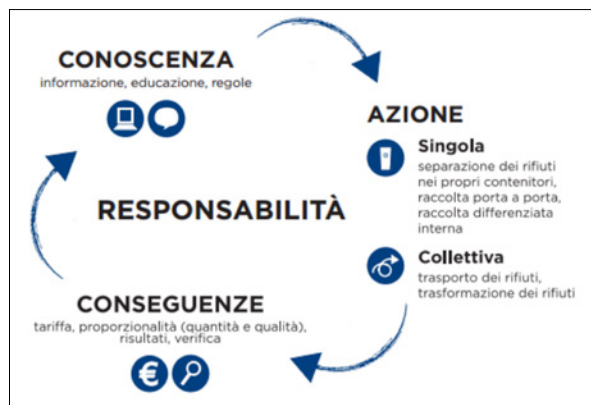 CONOSCENZA
informazione, educazione, regole
AZIONE
Singola
separazione dei rifiuti
nei propri contenitori,
raccolta porta a porta,
raccolta differenziata
interna
RESPONSABILITÀ
Collettiva
trasporto dei rifiuti,
trasformazione dei rifiuti
CONSEGUENZE
tariffa, proporzionalità (quantità e qualità),
risultati, verifica
€